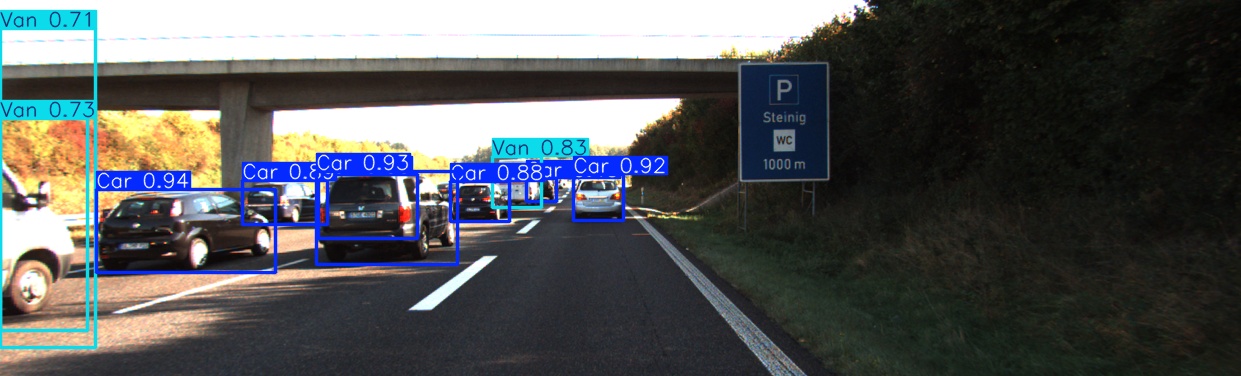 Van 0.71
Van 0.73
Car 0.94
Car 0.93
Car 0.88
Van 0.83
Car 0.92
P
Steinig
WC
1000 m